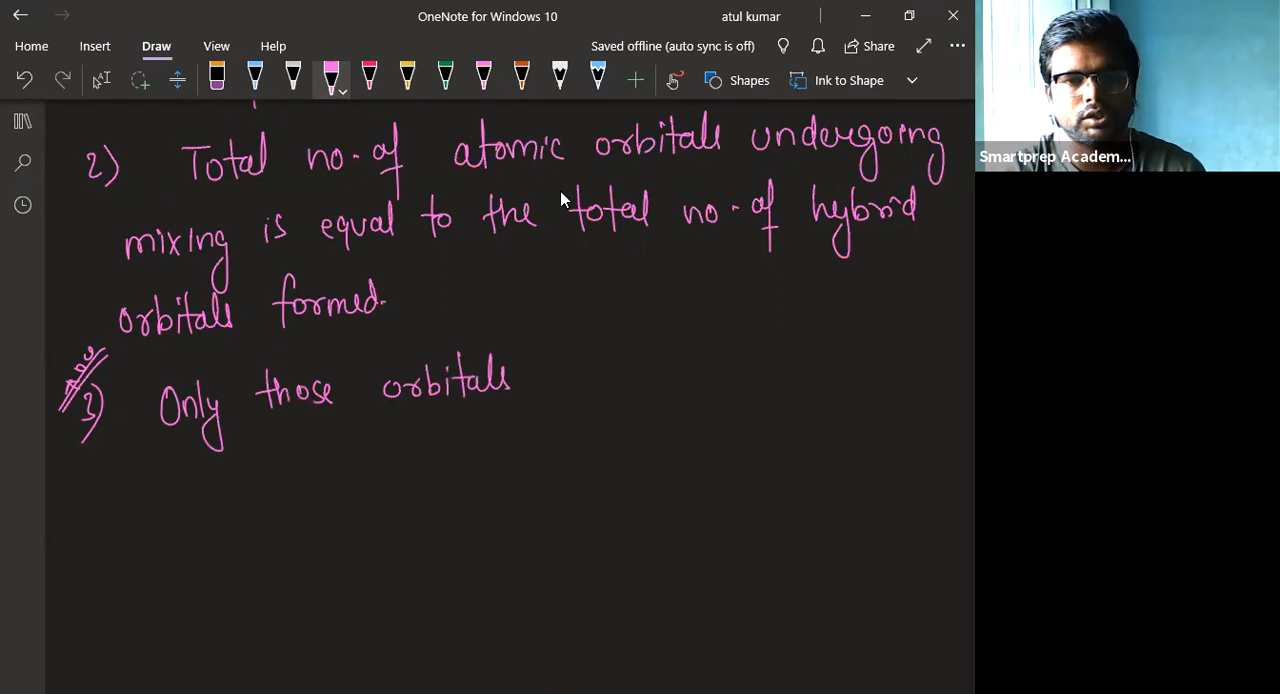 OneNote for Windows 10
atul kumar
Home Insert Draw View Help
Saved offline (auto sync is off)
Share
Shapes
Ink to Shape
Smartprep Academ...
2) Total no. of atomic orbitals undergoing
mixing is equal to the total no. of hybrid
orbitals formed.
3) Only those orbitals